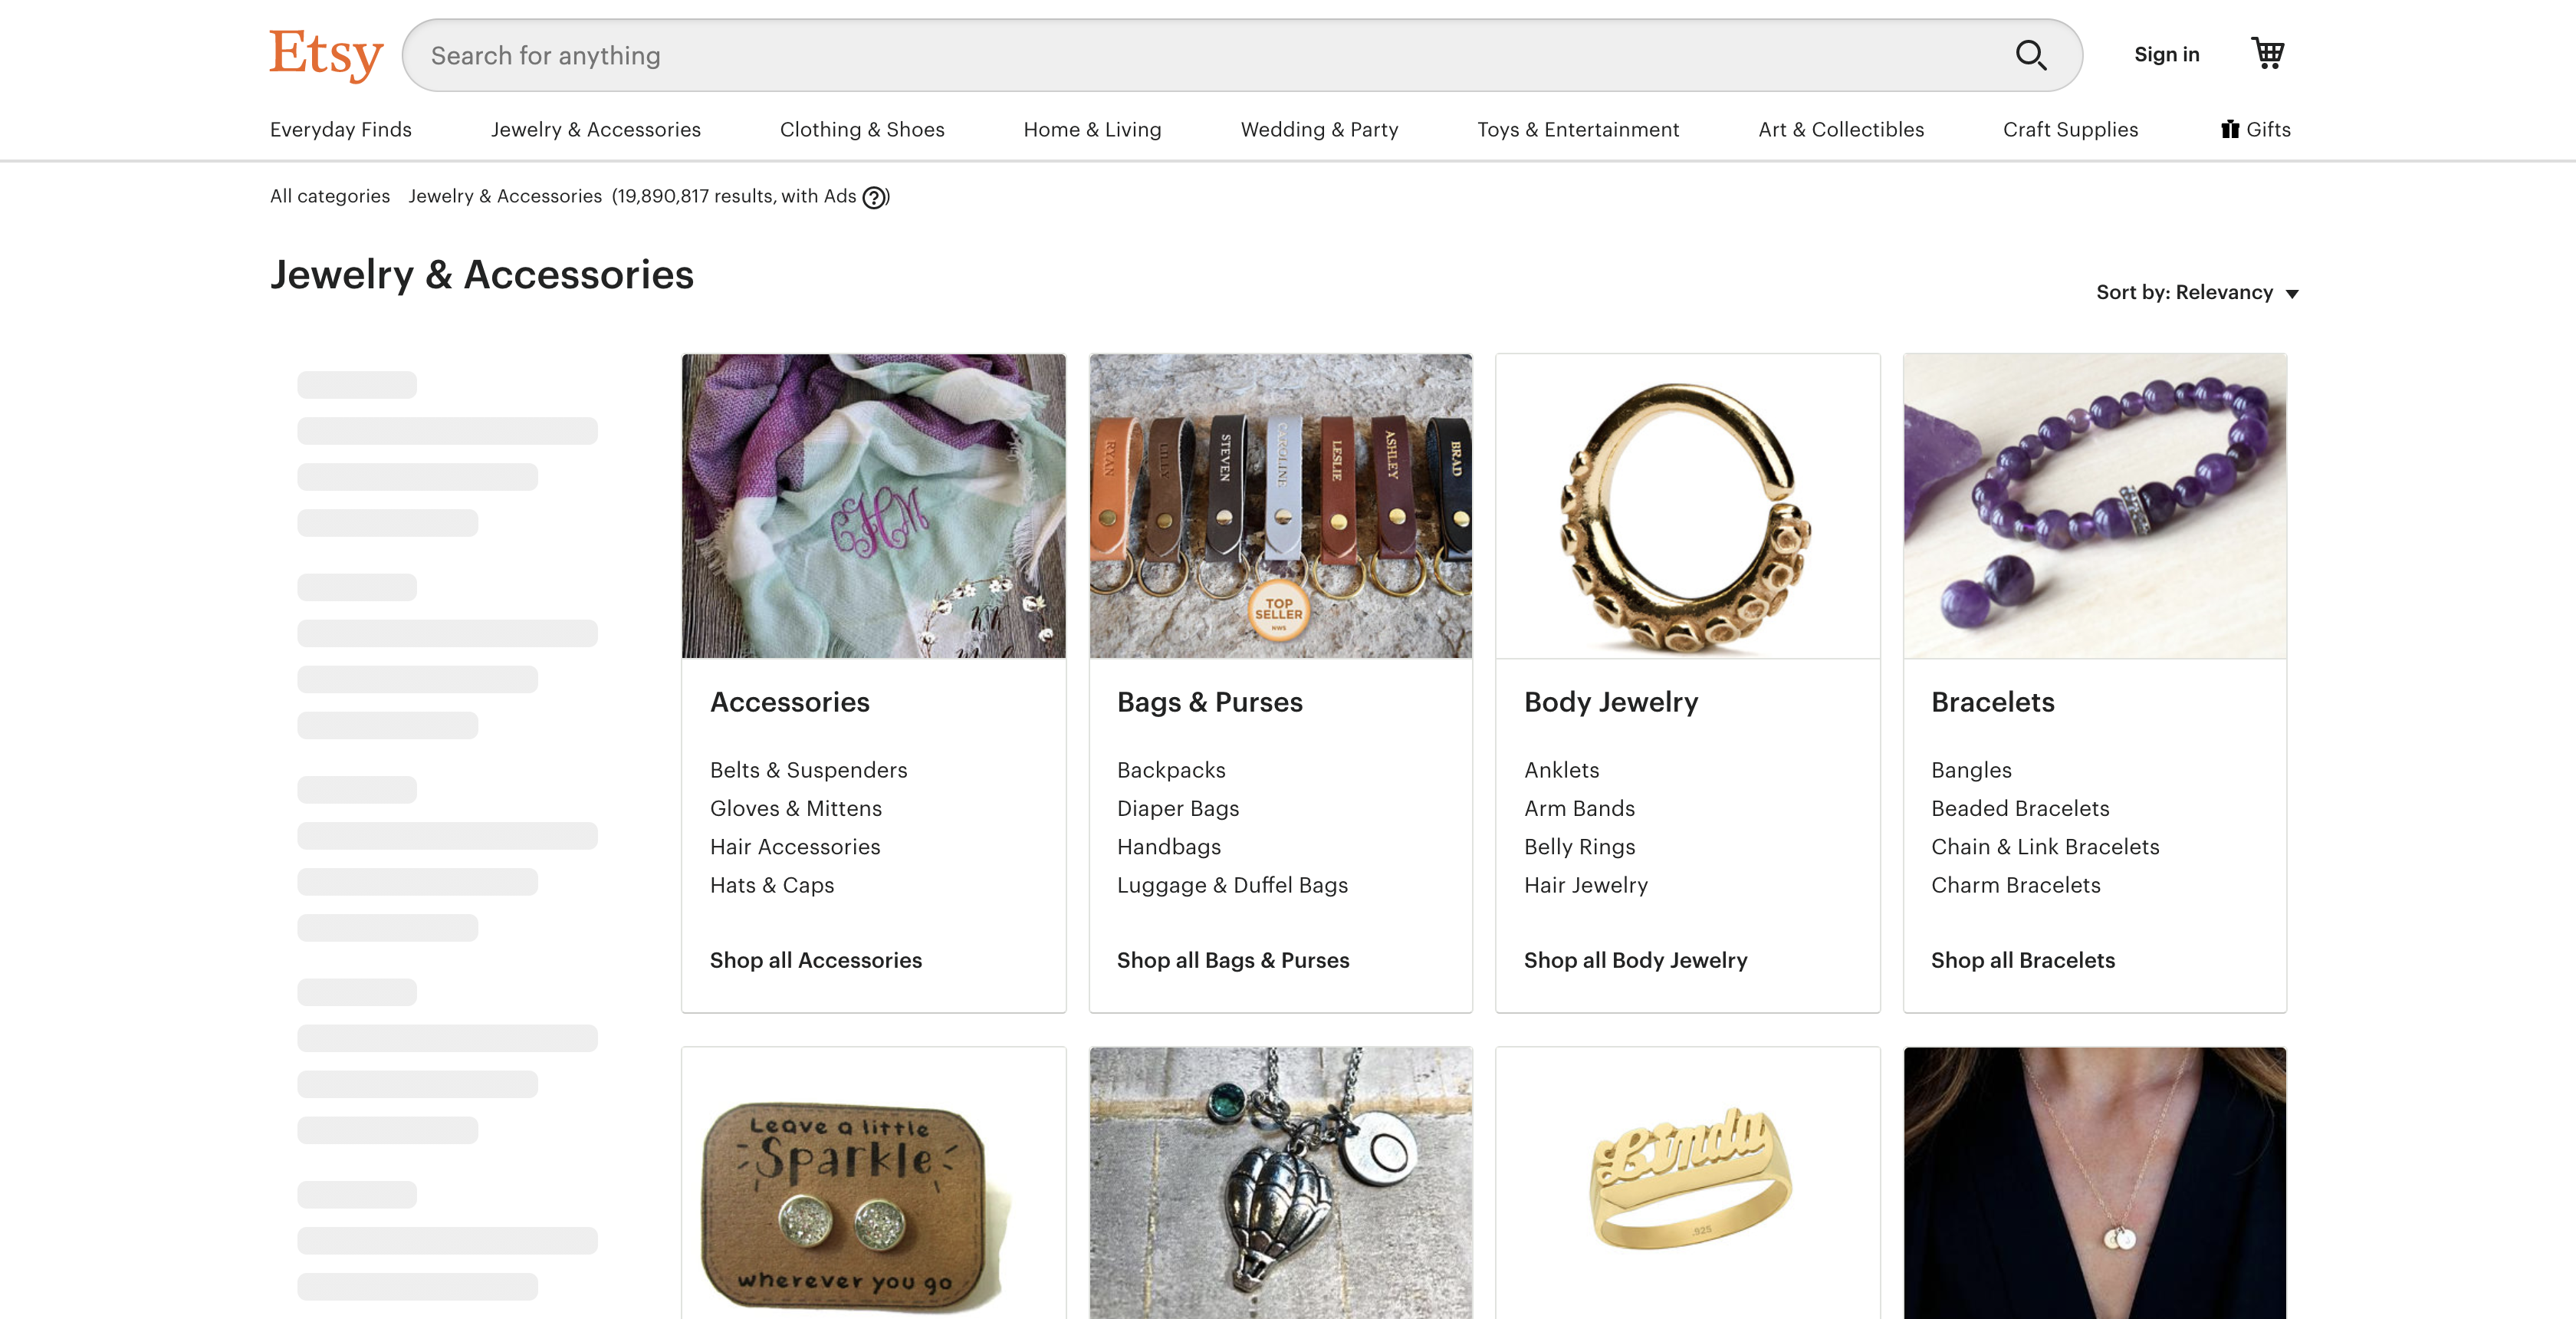 Etsy
Search for anything
Sign in
Everyday Finds
Jewelry & Accessories
Clothing & Shoes
Home & Living
Wedding & Party
Toys & Entertainment
Art & Collectibles
Craft Supplies
Gifts
All categories Jewelry & Accessories (19,890,817 results, with Ads ?)
Jewelry & Accessories
Sort by: Relevancy
CHM
RYAN
LILLY
STEVEN
CAROLINE
LESLIE
ASHLEY
BRAD
TOP
SELLER
NWS
Accessories
Belts & Suspenders
Gloves & Mittens
Hair Accessories
Hats & Caps
Shop all Accessories
Bags & Purses
Backpacks
Diaper Bags
Handbags
Luggage & Duffel Bags
Shop all Bags & Purses
Body Jewelry
Anklets
Arm Bands
Belly Rings
Hair Jewelry
Shop all Body Jewelry
Bracelets
Bangles
Beaded Bracelets
Chain & Link Bracelets
Charm Bracelets
Shop all Bracelets
Leave a little
Sparkle
wherever you go
O
Linda
.925